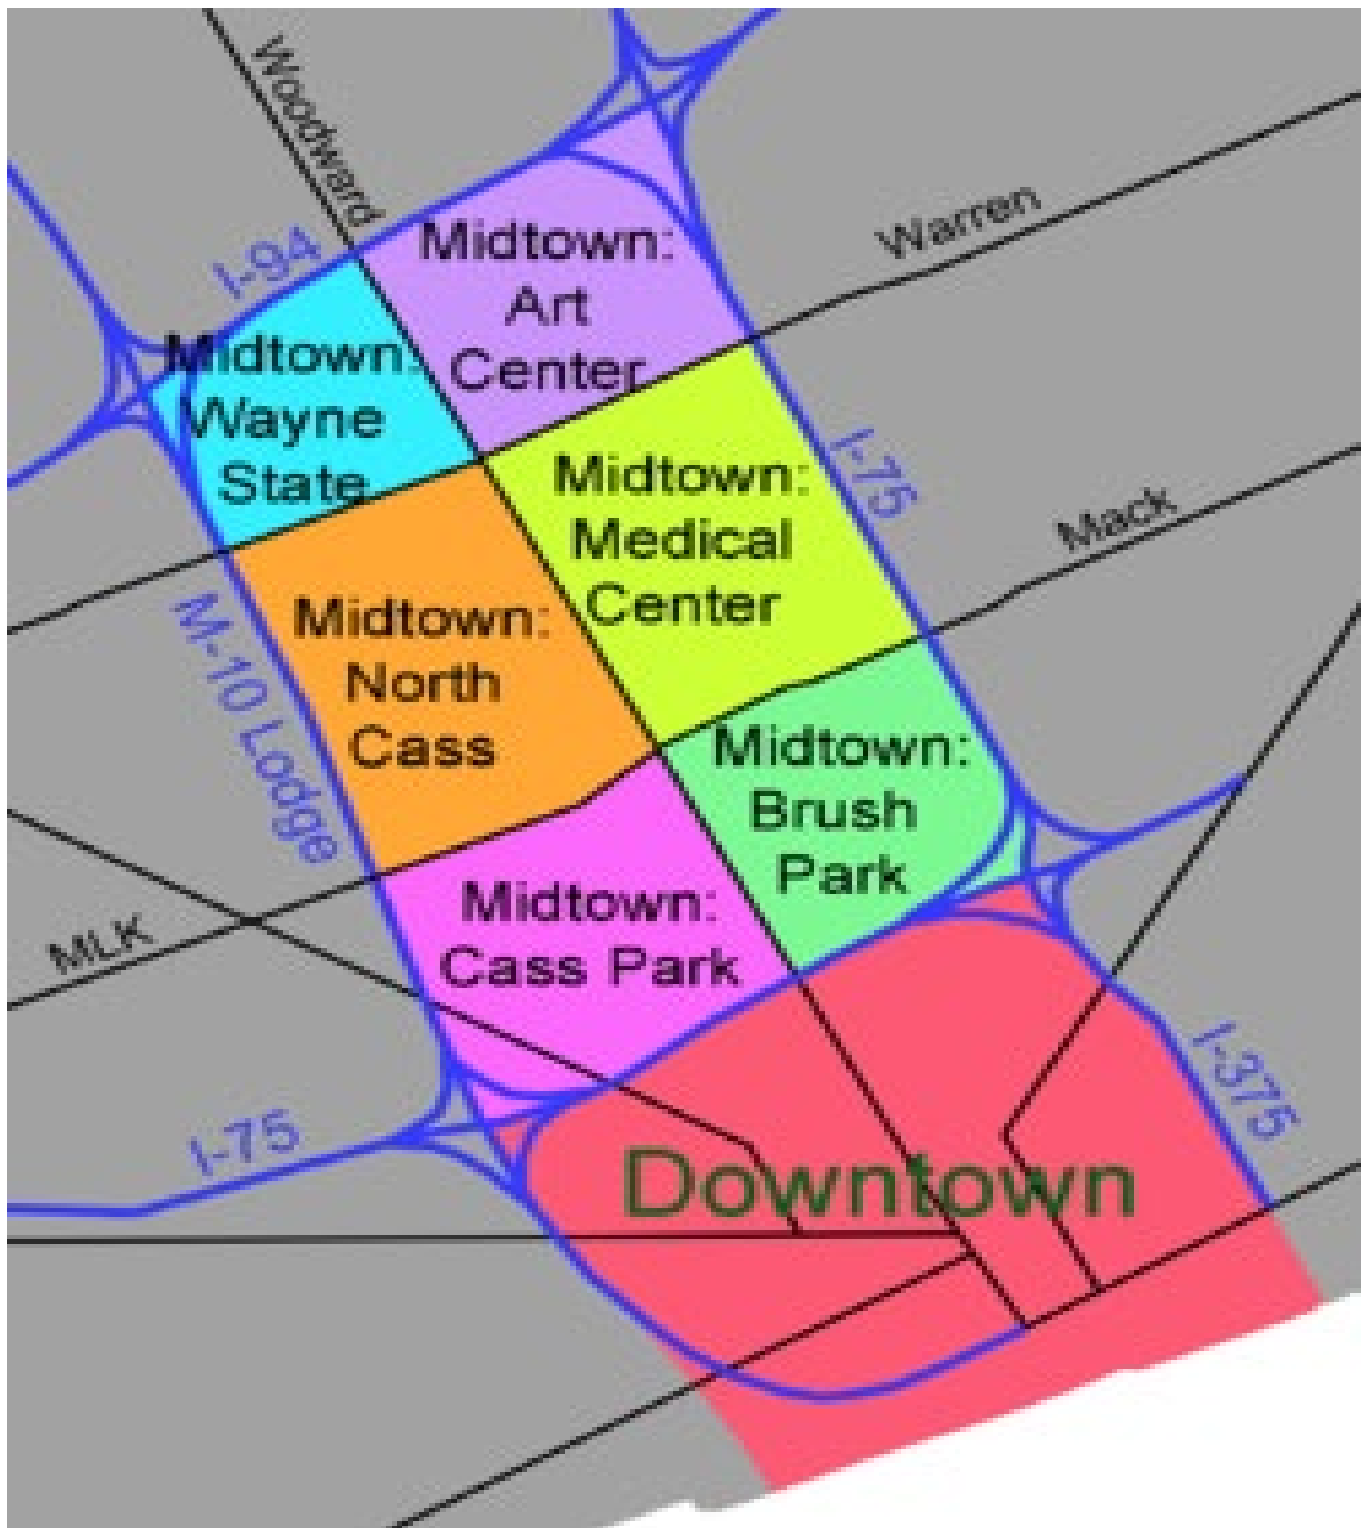 Woodward
I-94
Midtown:
Art
Center
Warren
Midtown:
Wayne
State
Midtown:
Medical
Center
I-75
Mack
M-10 Lodge
Midtown:
North
Cass
Midtown:
Brush
Park
MLK
Midtown:
Cass Park
I-75
I-375
Downtown